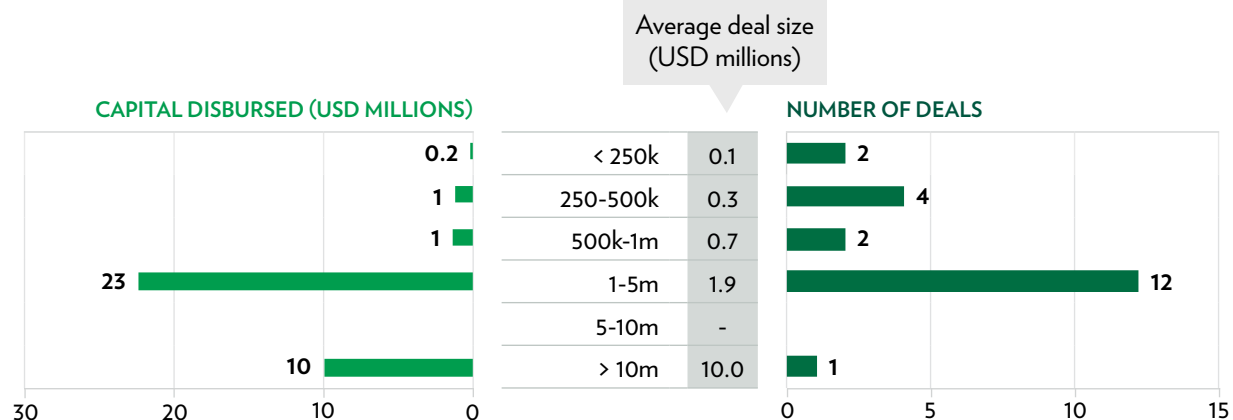 Average deal size
(USD millions)
CAPITAL DISBURSED (USD MILLIONS)
NUMBER OF DEALS
0.2 < 250k 0.1 2
1 250-500k 0.3 4
1 500k-1m 0.7 2
23 1-5m 1.9 12
5-10m -
10 > 10m 10.0 1
30 20 10 0 0 5 10 15